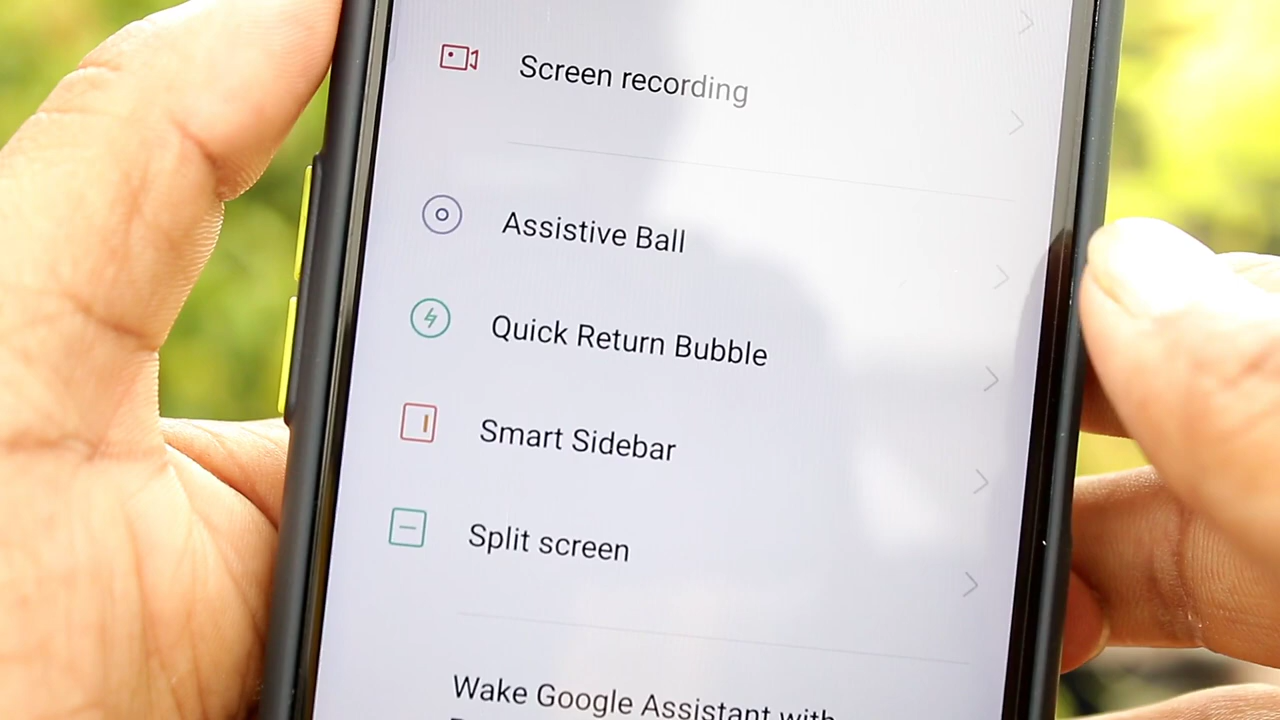 Screen recording
Assistive Ball
Quick Return Bubble
Smart Sidebar
Split screen
Wake Google Assistant with